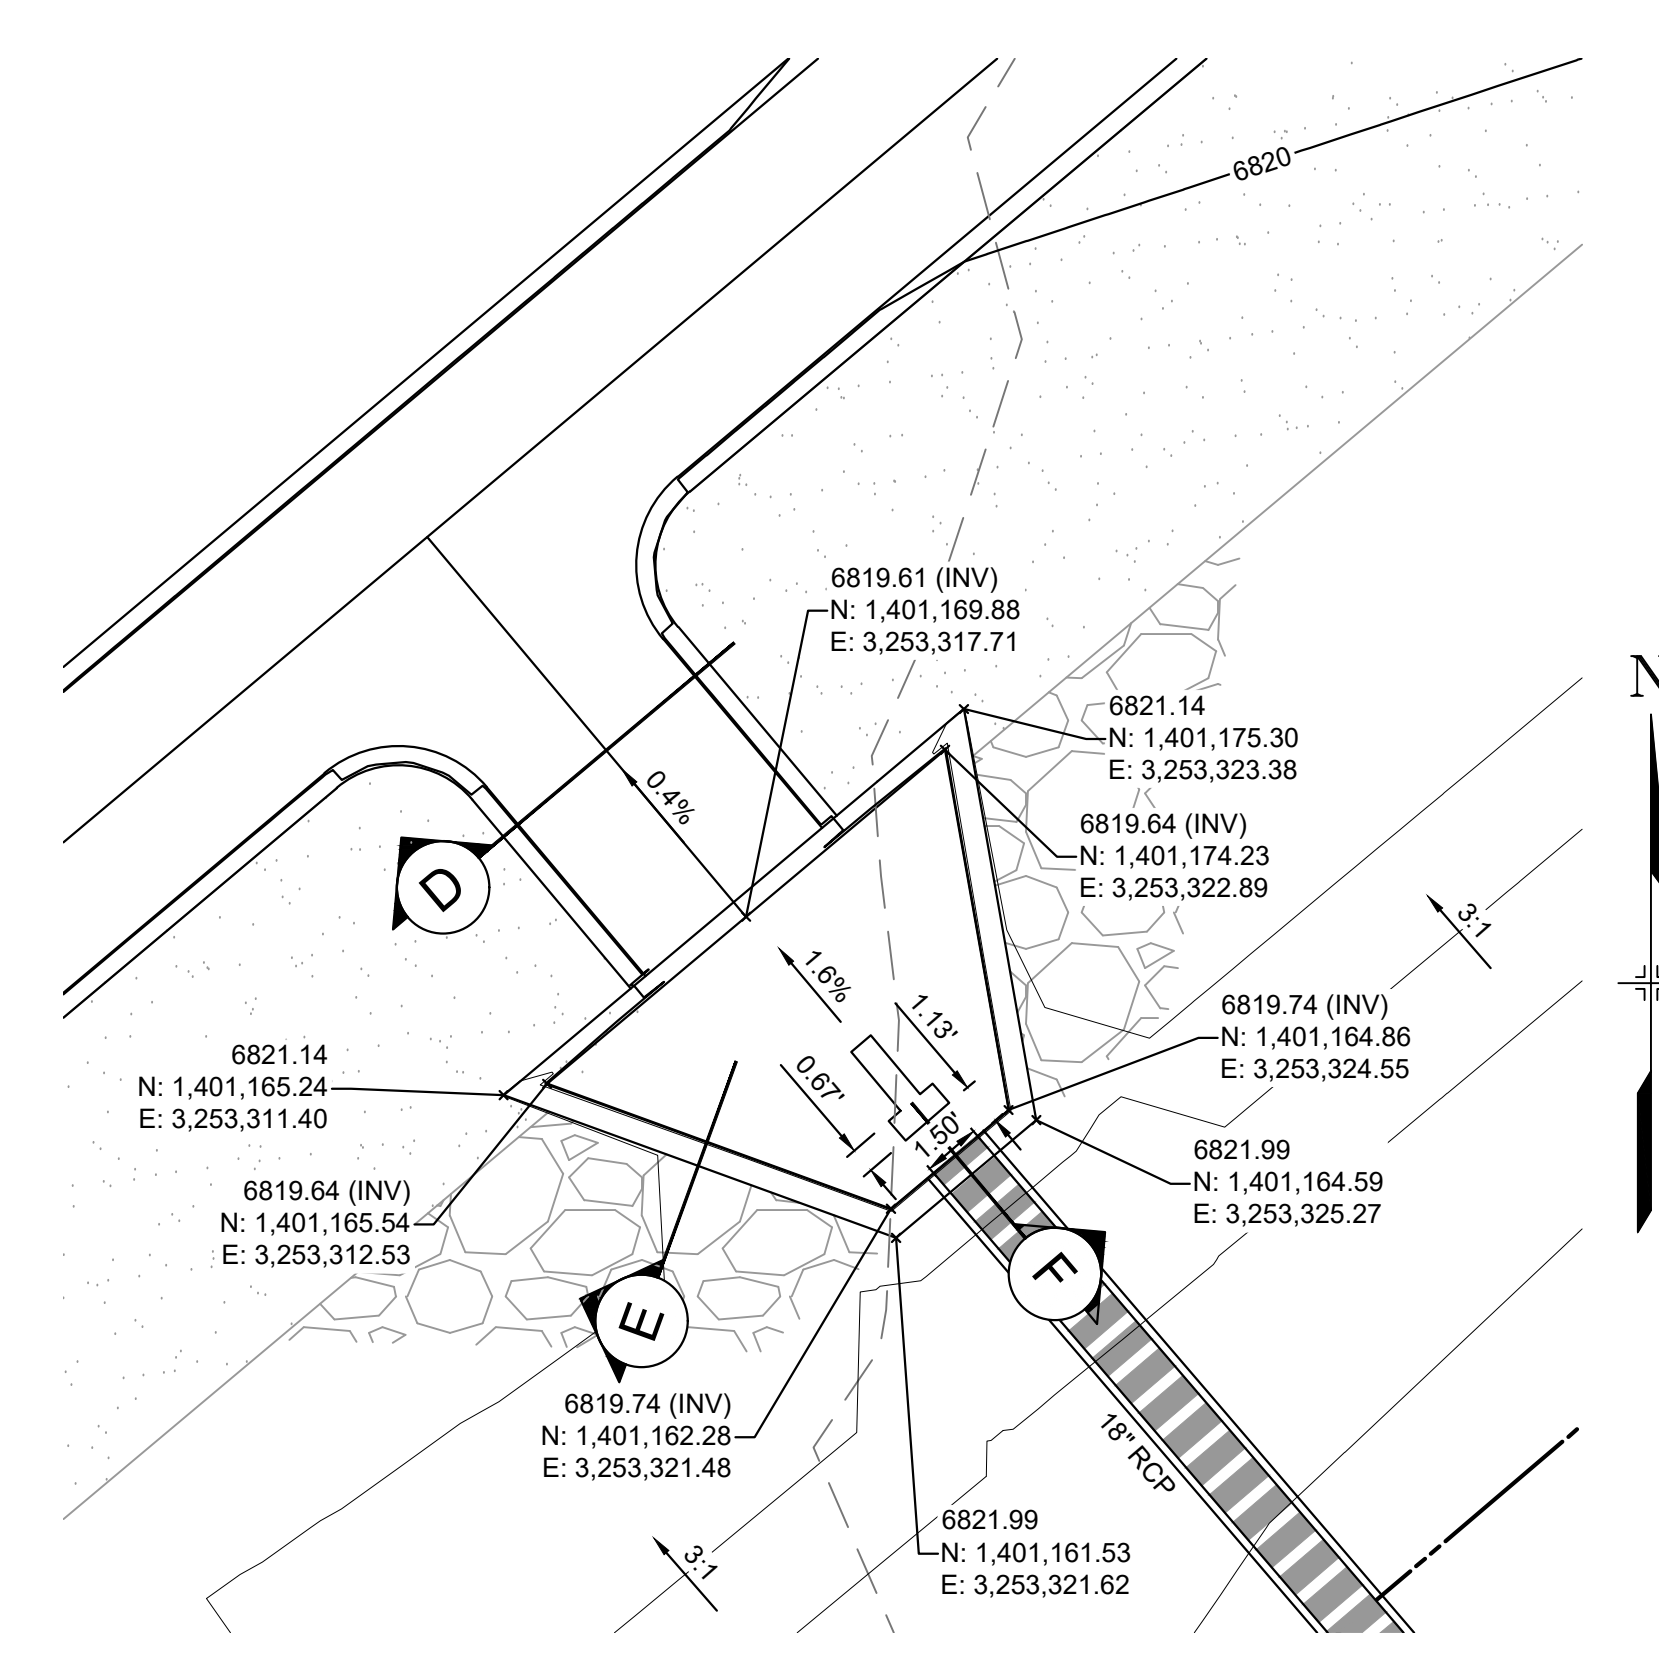 6820
6819.61 (INV)
N: 1,401,169.88
E: 3,253,317.71
N
6821.14
N: 1,401,175.30
E: 3,253,323.38
0.4%
6819.64 (INV)
N: 1,401,174.23
E: 3,253,322.89
D
3:1
1.6%
1.13'
6819.74 (INV)
N: 1,401,164.86
E: 3,253,324.55
6821.14
N: 1,401,165.24
E: 3,253,311.40
0.67'
1.50'
6821.99
N: 1,401,164.59
E: 3,253,325.27
6819.64 (INV)
N: 1,401,165.54
E: 3,253,312.53
F
E
6819.74 (INV)
N: 1,401,162.28
E: 3,253,321.48
18" RCP
6821.99
N: 1,401,161.53
E: 3,253,321.62
3:1